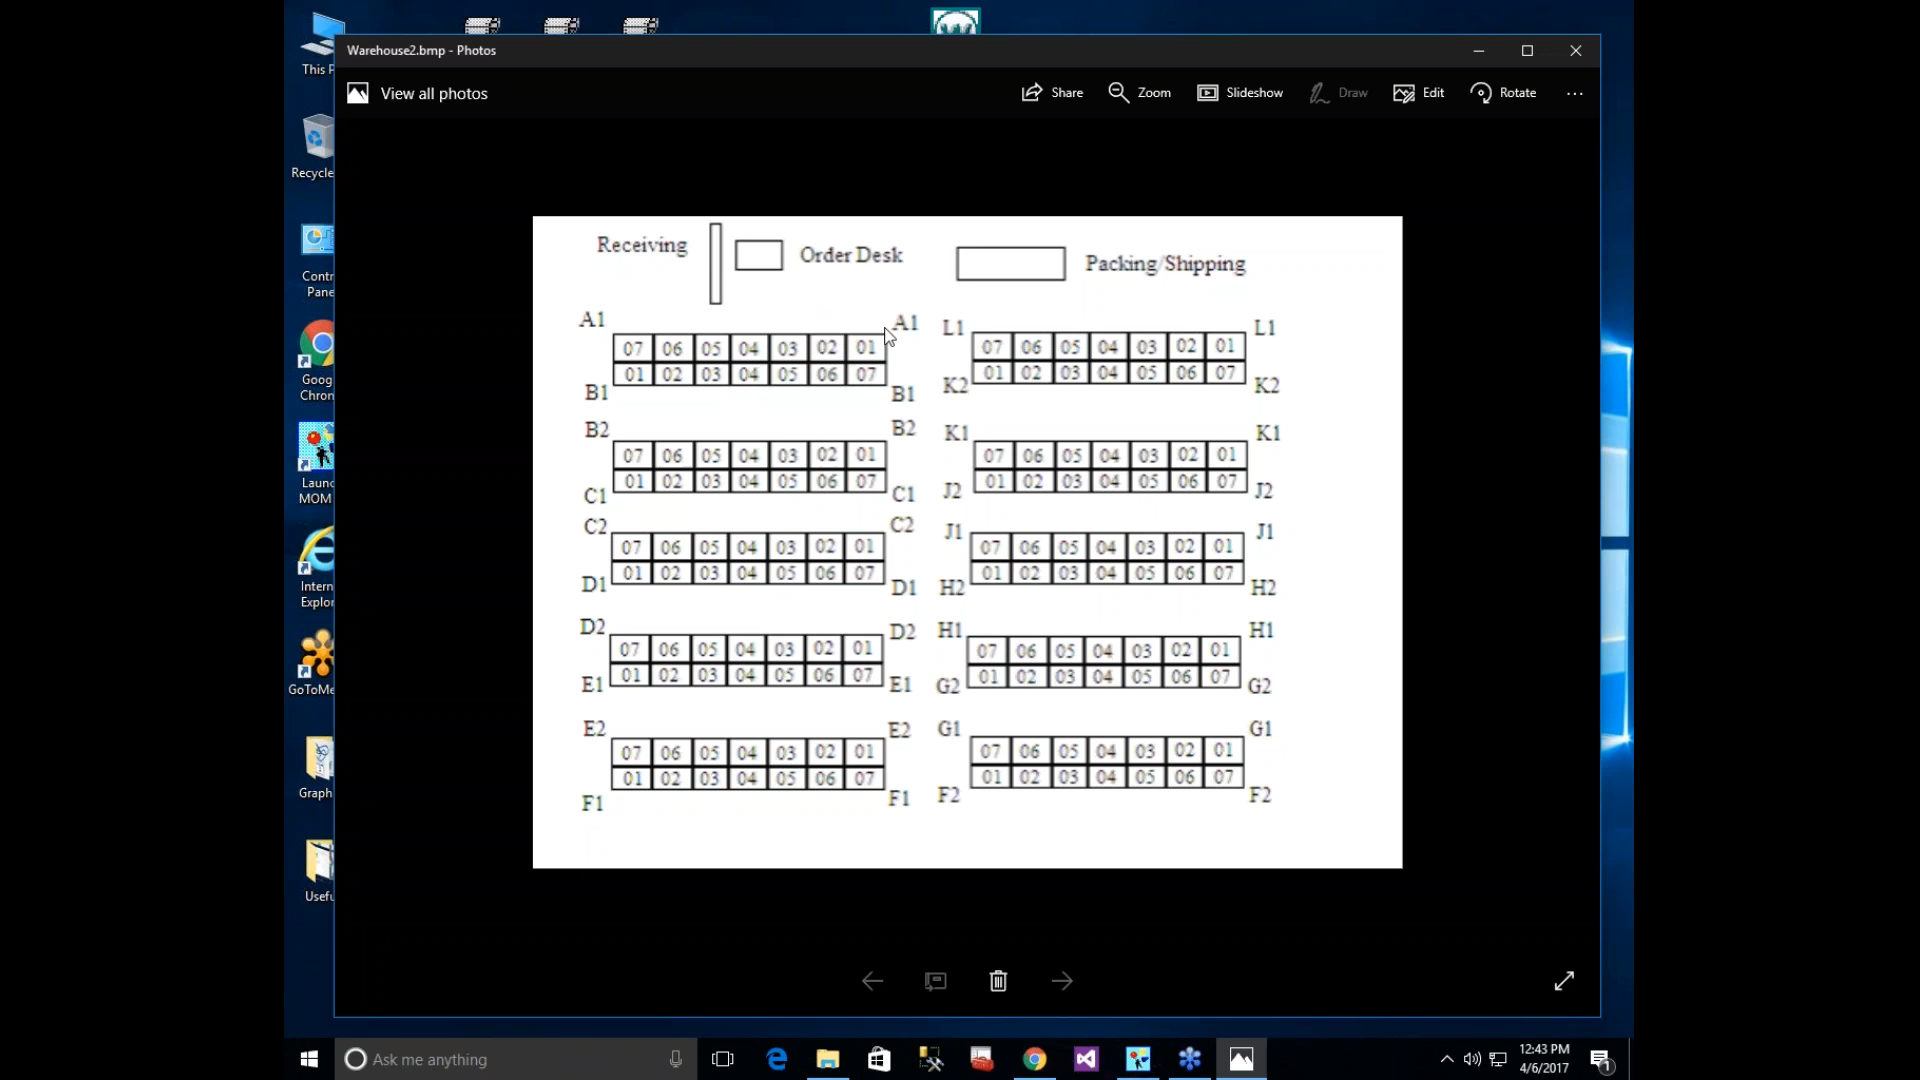 Warehouse2.bmp - Photos
View all photos
Share Zoom Slideshow Draw Edit Rotate
This P
Recycle
Contr
Pane
Goog
Chron
Launc
MOM
Intern
Explor
GoToMe
Graph
Usefu
Receiving Order Desk Packing/Shipping
A1 A1 L1 L1
07 06 05 04 03 02 01 07 06 05 04 03 02 01
01 02 03 04 05 06 07 01 02 03 04 05 06 07
B1 B1 K2 K2
B2 B2 K1 K1
07 06 05 04 03 02 01 07 06 05 04 03 02 01
01 02 03 04 05 06 07 01 02 03 04 05 06 07
C1 C1 J2 J2
C2 C2 J1 J1
07 06 05 04 03 02 01 07 06 05 04 03 02 01
01 02 03 04 05 06 07 01 02 03 04 05 06 07
D1 D1 H2 H2
D2 D2 H1 H1
07 06 05 04 03 02 01 07 06 05 04 03 02 01
01 02 03 04 05 06 07 01 02 03 04 05 06 07
E1 E1 G2 G2
E2 E2 G1 G1
07 06 05 04 03 02 01 07 06 05 04 03 02 01
01 02 03 04 05 06 07 01 02 03 04 05 06 07
F1 F1 F2 F2
Ask me anything
12:43 PM
4/6/2017
1